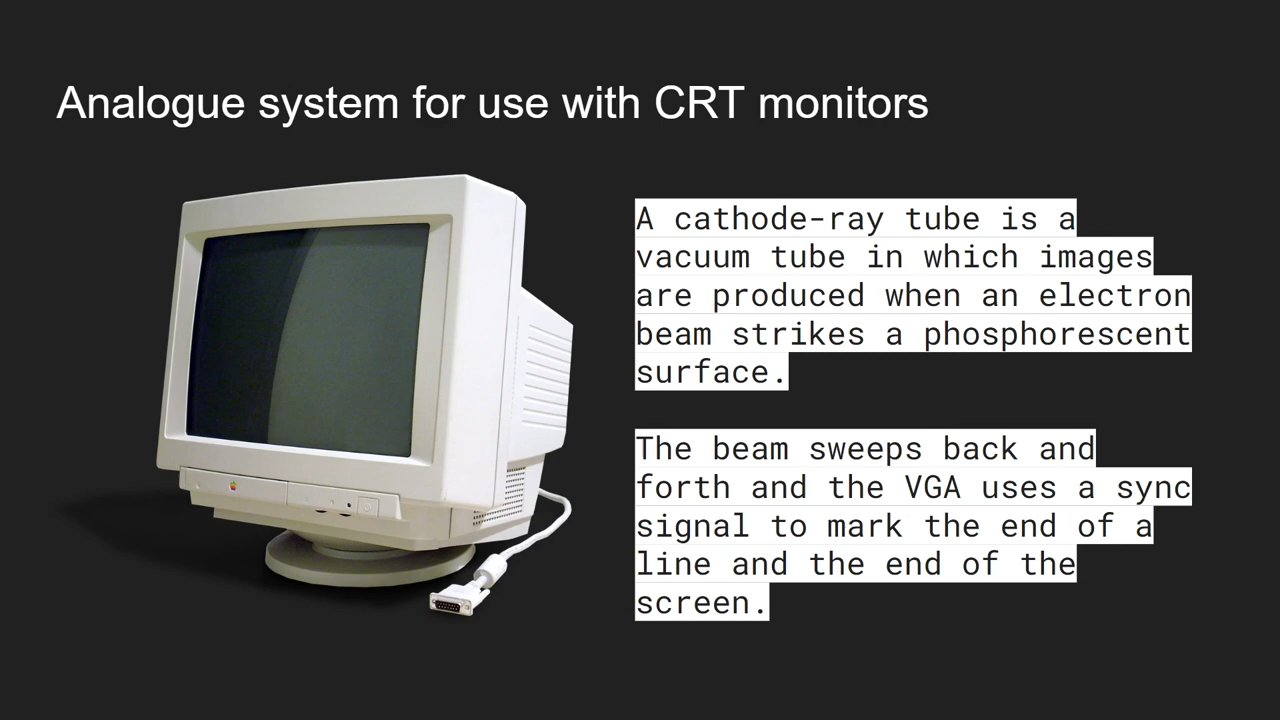 Analogue system for use with CRT monitors
A cathode-ray tube is a
vacuum tube in which images
are produced when an electron
beam strikes a phosphorescent
surface.
The beam sweeps back and
forth and the VGA uses a sync
signal to mark the end of a
line and the end of the
screen.